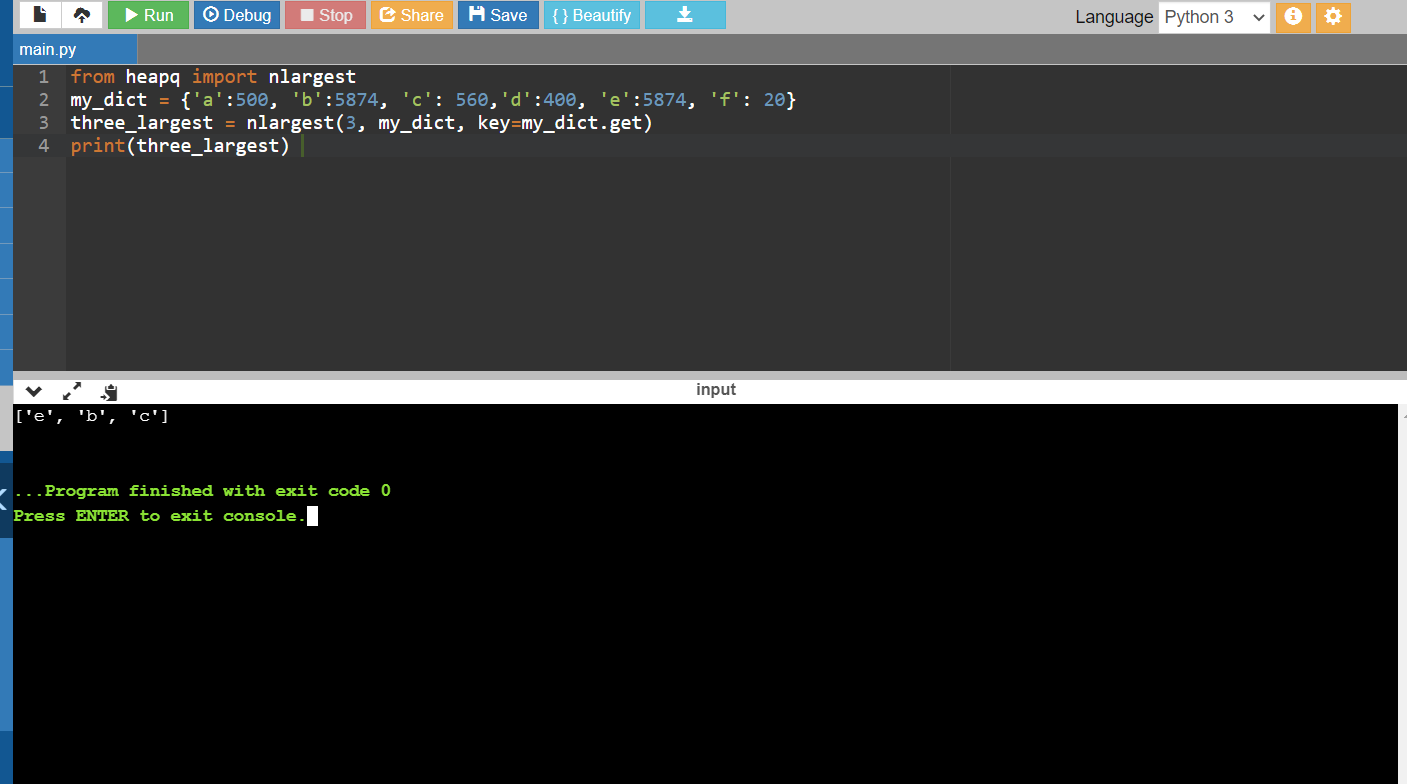 Run Debug Stop Share Save { } Beautify Language Python 3
main.py
1 from heapq import nlargest
2 my_dict = {'a':500, 'b':5874, 'c': 560,'d':400, 'e':5874, 'f': 20}
3 three_largest = nlargest(3, my_dict, key=my_dict.get)
4 print(three_largest)
input
['e', 'b', 'c']
...Program finished with exit code 0
Press ENTER to exit console.